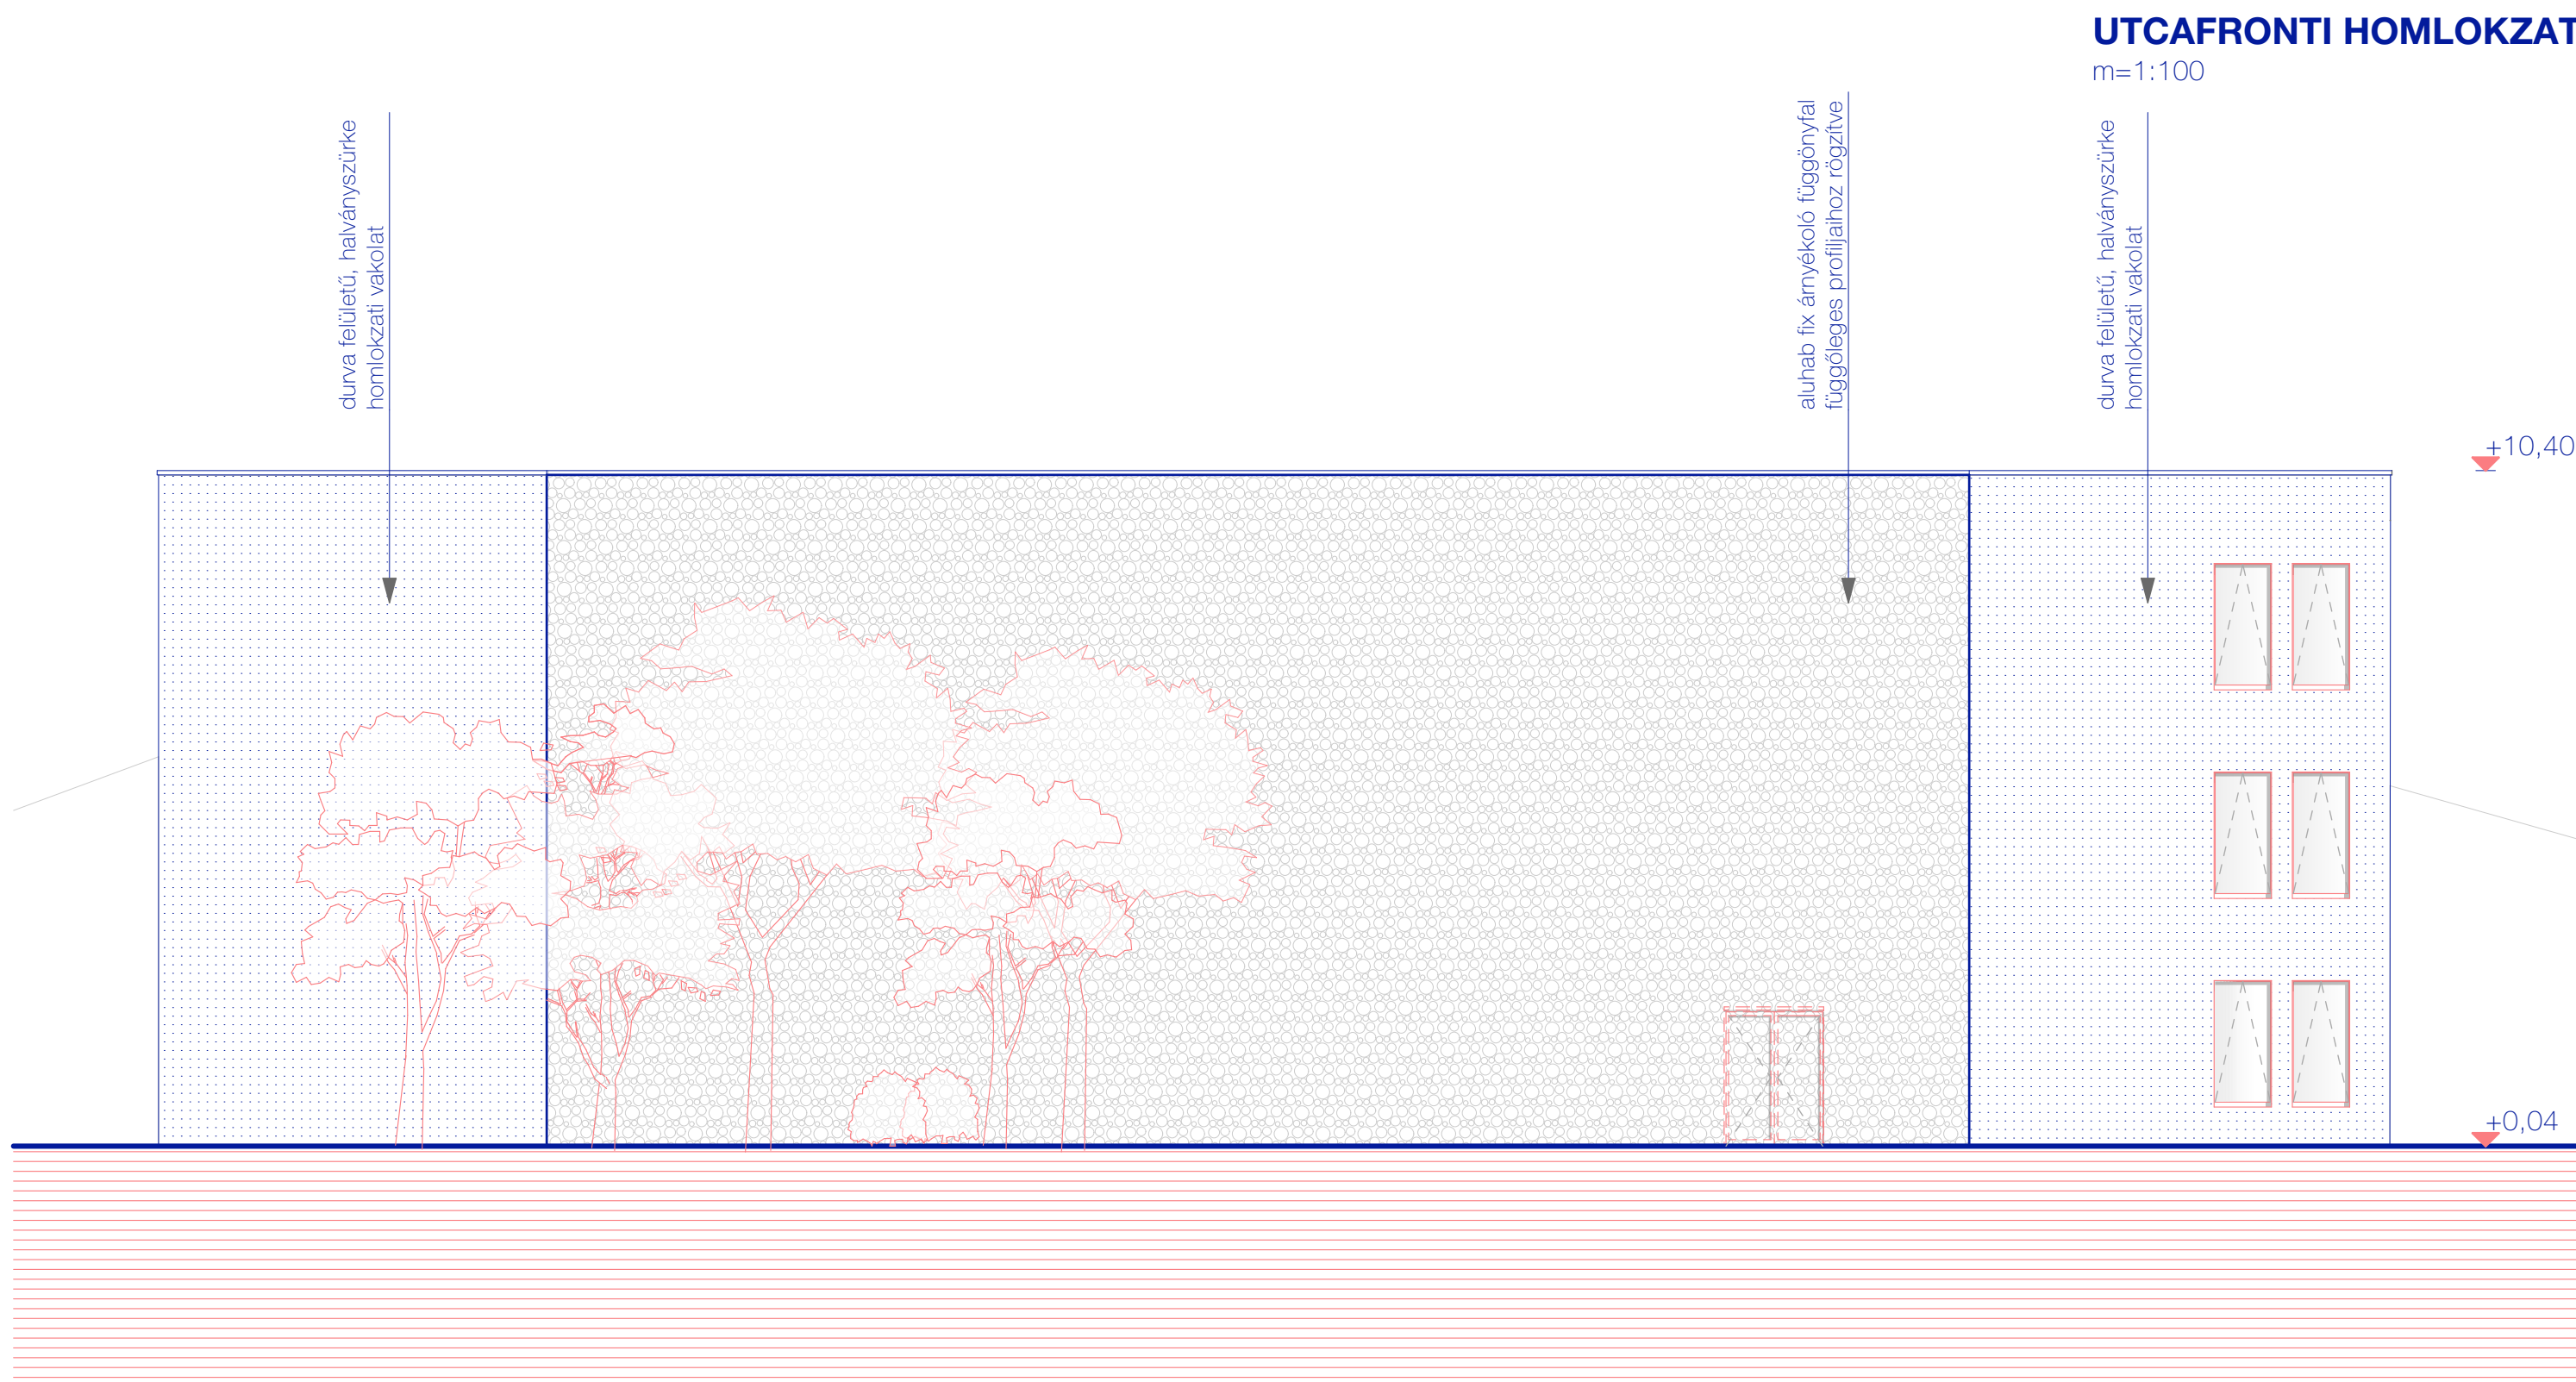 UTCAFRONTI HOMLOKZAT
m=1:100
durva felületű, halványszürke
homlokzati vakolat
aluhab fix árnyékoló függönyfal
függőleges profiljaihoz rögzítve
durva felületű, halványszürke
homlokzati vakolat
+10,40
+0,04